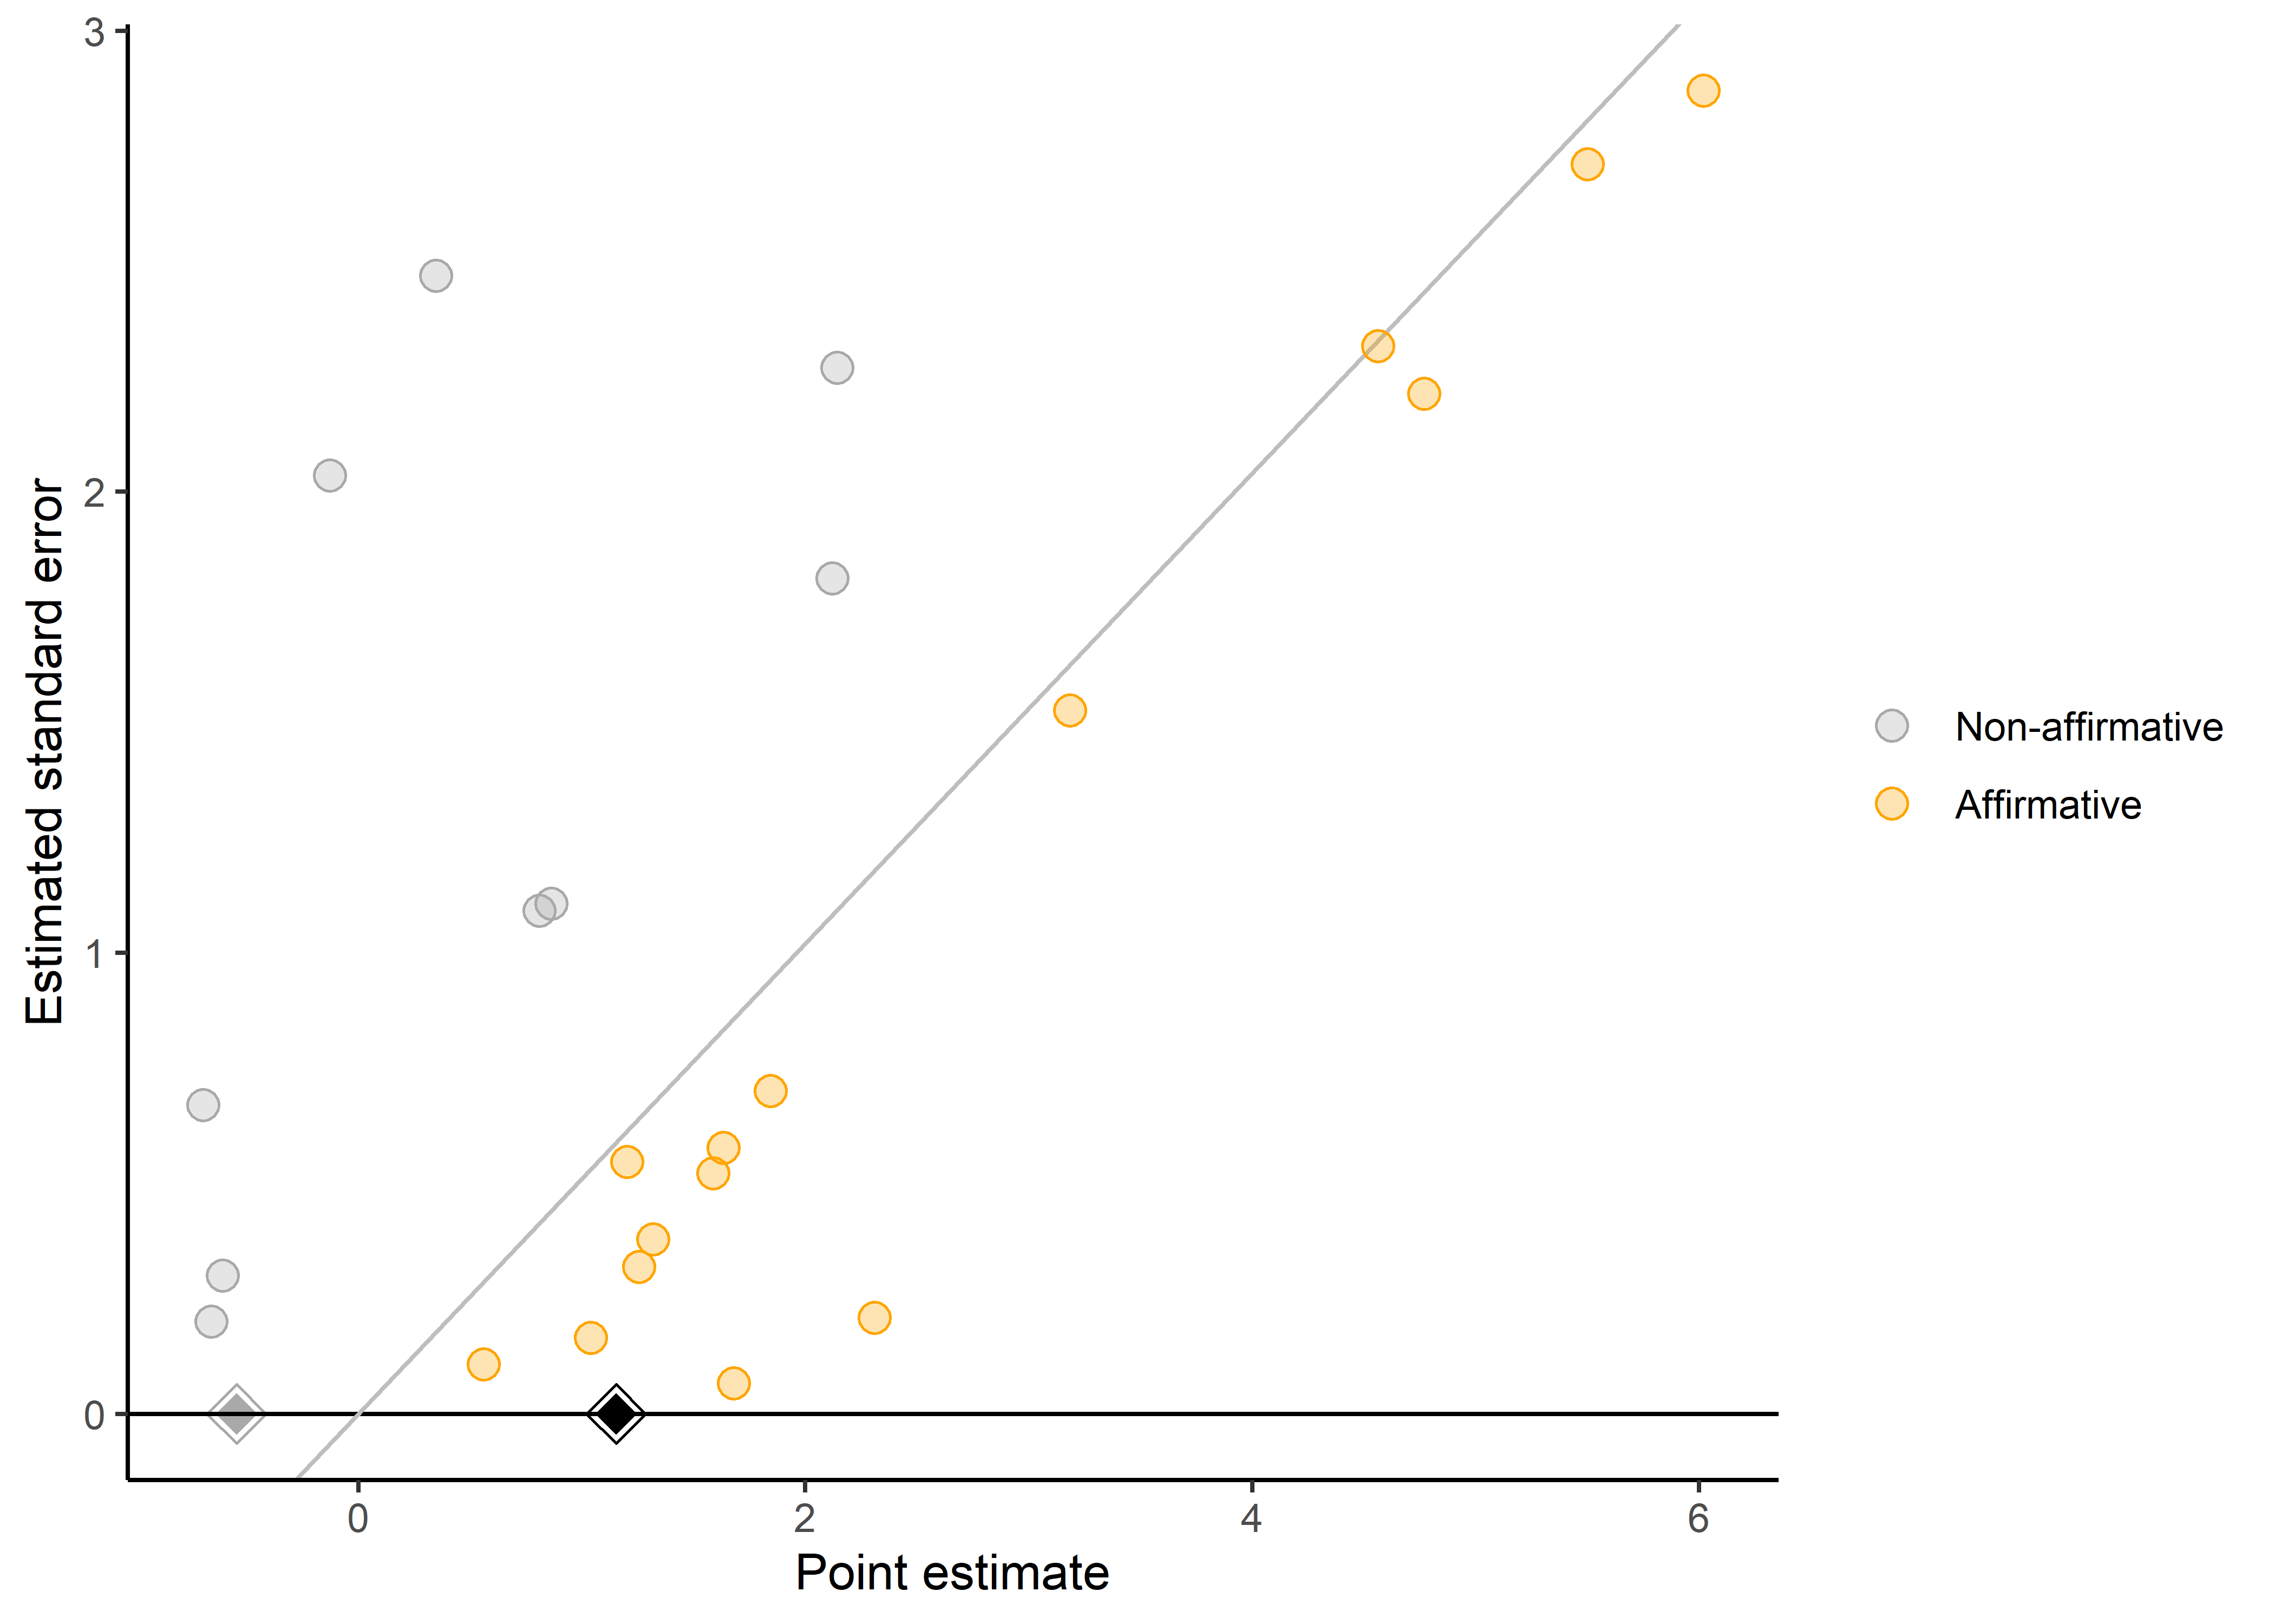 3
2
1
0
Estimated standard error
0 2 4 6
Point estimate
Non-affirmative
Affirmative